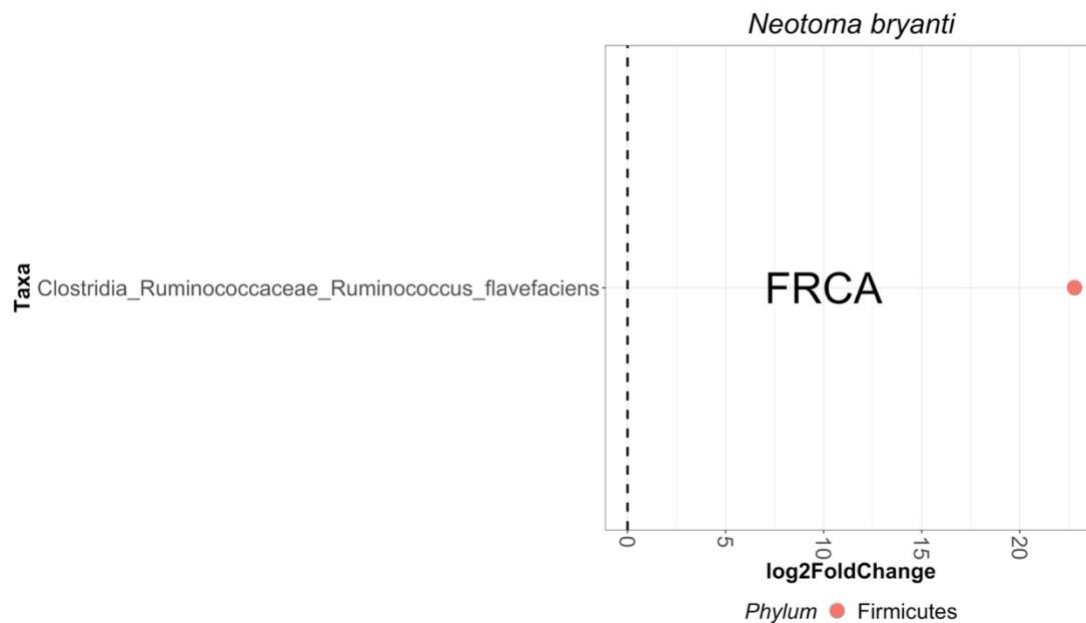 Neotoma bryanti
Taxa
Clostridia_Ruminococcaceae_Ruminococcus_flavefaciens
FRCA
0
5
10
15
20
log2FoldChange
Phylum Firmicutes